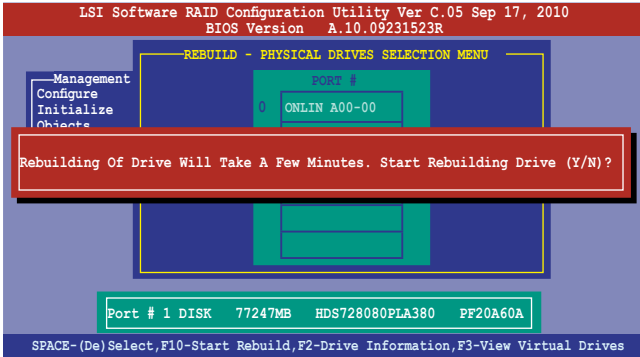 LSI Software RAID Configuration Utility Ver C.05 Sep 17, 2010
BIOS Version A.10.09231523R
REBUILD - PHYSICAL DRIVES SELECTION MENU
Management
PORT #
Configure
Initialize
0 ONLIN A00-00
Objects
Rebuilding Of Drive Will Take A Few Minutes. Start Rebuilding Drive (Y/N)?
Port # 1 DISK 77247MB HDS728080PLA380 PF20A60A
SPACE-(De)Select,F10-Start Rebuild,F2-Drive Information,F3-View Virtual Drives